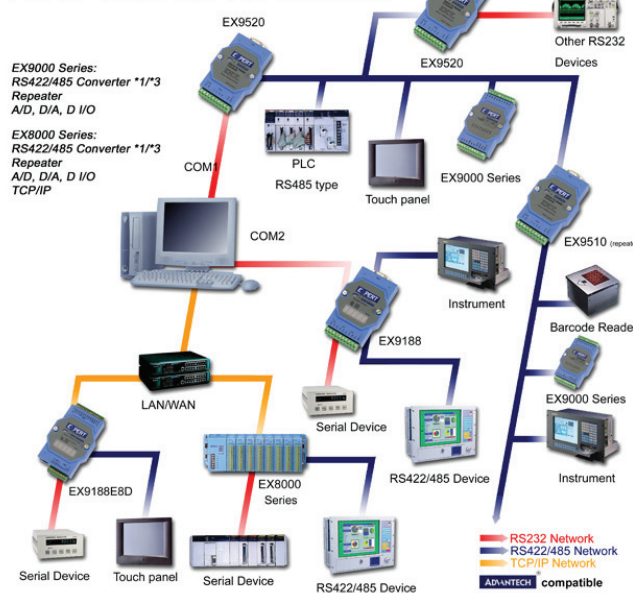 EX9520
EX9520
Other RS232
Devices
EX9000 Series:
RS422/485 Converter *1/*3
Repeater
A/D, D/A, D I/O
EX8000 Series:
RS422/485 Converter *1/*3
Repeater
A/D, D/A, D I/O
TCP/IP
COM1
PLC
RS485 type
Touch panel
EX9000 Series
COM2
EX9510 (repeate
Instrument
Barcode Reade
EX9188
EX9000 Series
LAN/WAN
Serial Device
RS422/485 Device
Instrument
EX9188E8D
EX8000
Series
Serial Device
Touch panel
Serial Device
RS422/485 Device
RS232 Network
RS422/485 Network
TCP/IP Network
ADVANTECH® compatible